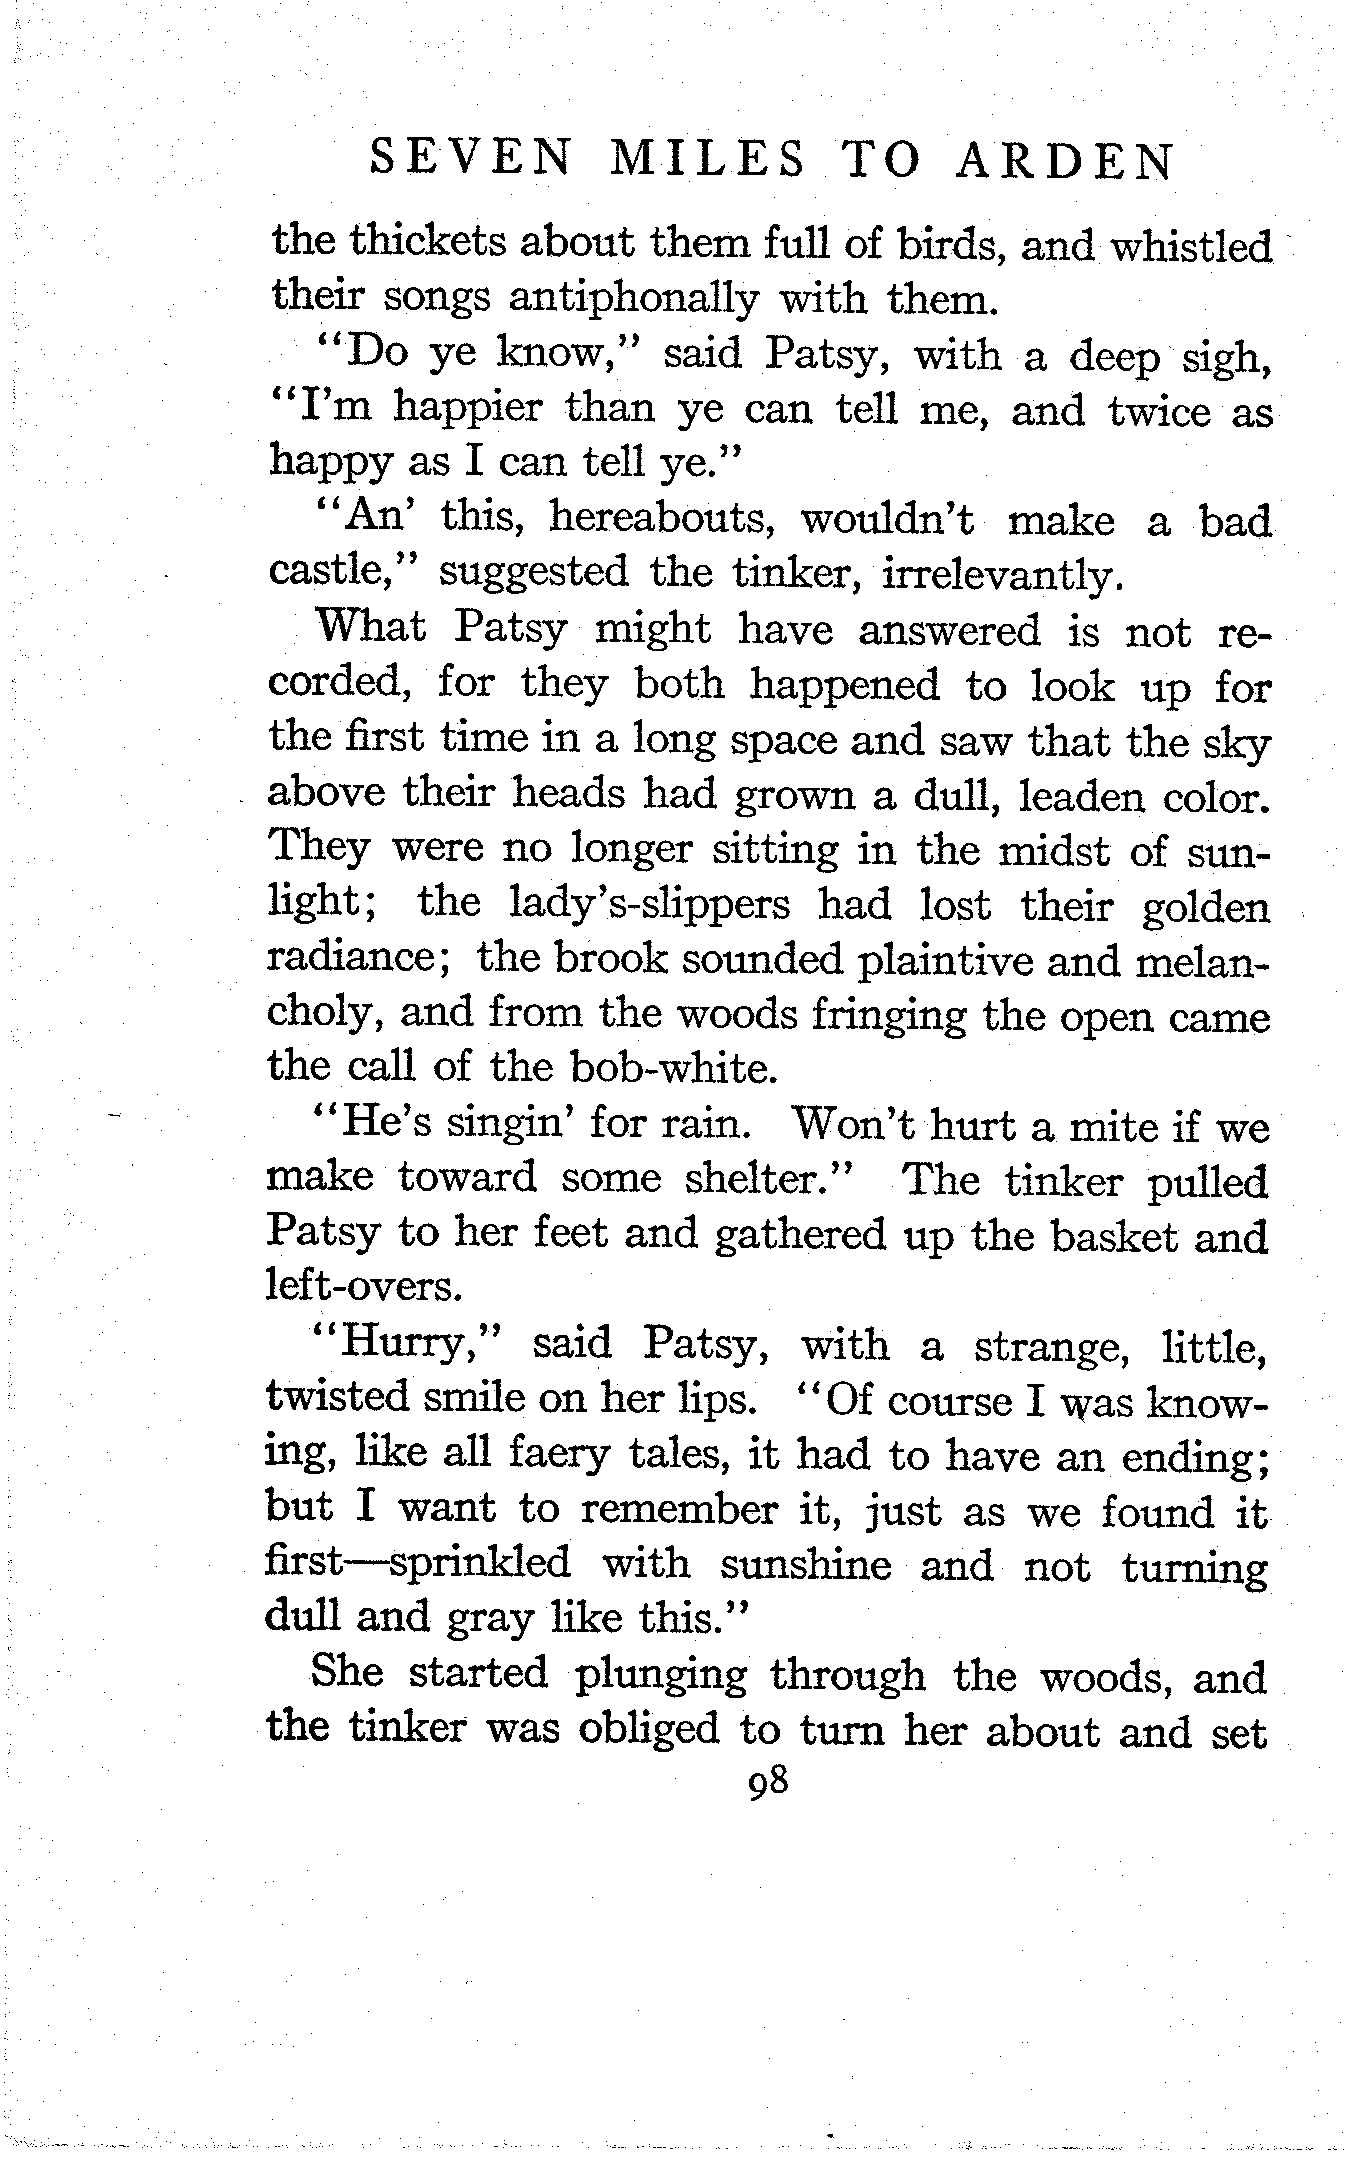 SEVEN MILES TO ARDEN
the thickets about them full of birds, and whistled
their songs antiphonally with them.
"Do ye know," said Patsy, with a deep sigh,
"I'm happier than ye can tell me, and twice as
happy as I can tell ye."
"An' this, hereabouts, wouldn't make a bad
castle," suggested the tinker, irrelevantly.
What Patsy might have answered is not re-
corded, for they both happened to look up for
the first time in a long space and saw that the sky
above their heads had grown a dull, leaden color.
They were no longer sitting in the midst of sun-
light; the lady's-slippers had lost their golden
radiance; the brook sounded plaintive and melan-
choly, and from the woods fringing the open came
the call of the bob-white.
"He's singin' for rain. Won't hurt a mite if we
make toward some shelter." The tinker pulled
Patsy to her feet and gathered up the basket and
left-overs.
"Hurry," said Patsy, with a strange, little,
twisted smile on her lips. "Of course I was know-
ing, like all faery tales, it had to have an ending;
but I want to remember it, just as we found it
first—sprinkled with sunshine and not turning
dull and gray like this."
She started plunging through the woods, and
the tinker was obliged to turn her about and set
98